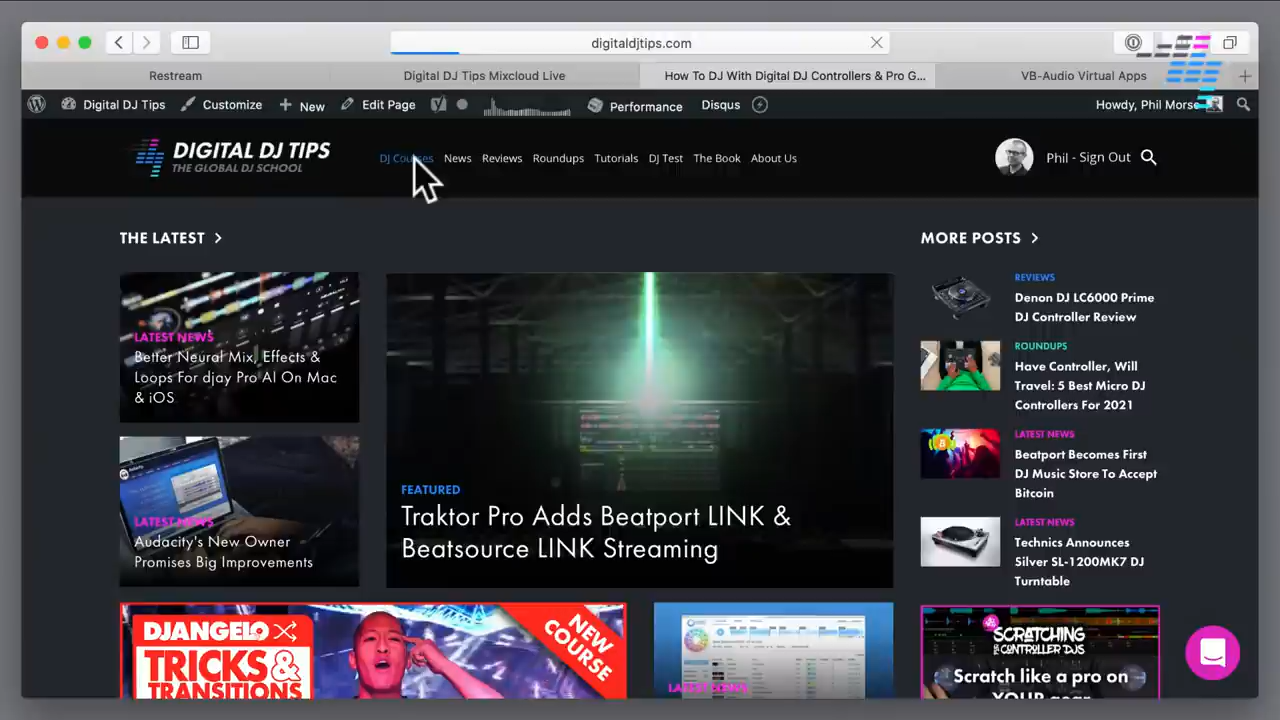 digitaldjtips.com
Restream
Digital DJ Tips Mixcloud Live
How To DJ With Digital DJ Controllers & Pro G...
VB-Audio Virtual Apps
Digital DJ Tips
Customize
New
Edit Page
Performance
Disqus
Howdy, Phil Morse
DIGITAL DJ TIPS
THE GLOBAL DJ SCHOOL
DJ Courses
News
Reviews
Roundups
Tutorials
DJ Test
The Book
About Us
Phil - Sign Out
THE LATEST
LATEST NEWS
Better Neural Mix, Effects &
Loops For djay Pro AI On Mac
& iOS
LATEST NEWS
Audacity's New Owner
Promises Big Improvements
FEATURED
Traktor Pro Adds Beatport LINK &
Beatsource LINK Streaming
MORE POSTS
REVIEWS
Denon DJ LC6000 Prime
DJ Controller Review
ROUNDUPS
Have Controller, Will
Travel: 5 Best Micro DJ
Controllers For 2021
LATEST NEWS
Beatport Becomes First
DJ Music Store To Accept
Bitcoin
LATEST NEWS
Technics Announces
Silver SL-1200MK7 DJ
Turntable
DJANGELO
TRICKS &
TRANSITIONS
NEW
COURSE
LATEST NEWS
SCRATCHING
FOR CONTROLLER DJS
Scratch like a pro on
YOUR gear